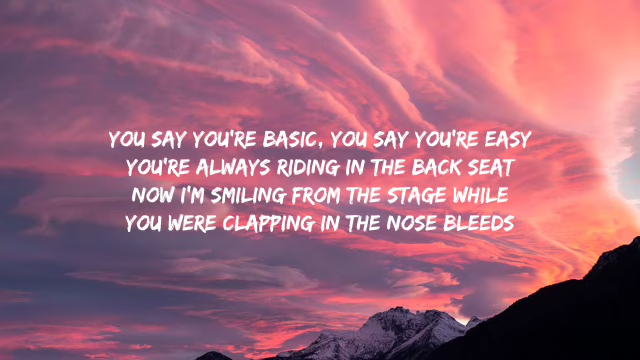 YOU SAY YOU'RE BASIC, YOU SAY YOU'RE EASY
YOU'RE ALWAYS RIDING IN THE BACK SEAT
NOW I'M SMILING FROM THE STAGE WHILE
YOU WERE CLAPPING IN THE NOSE BLEEDS